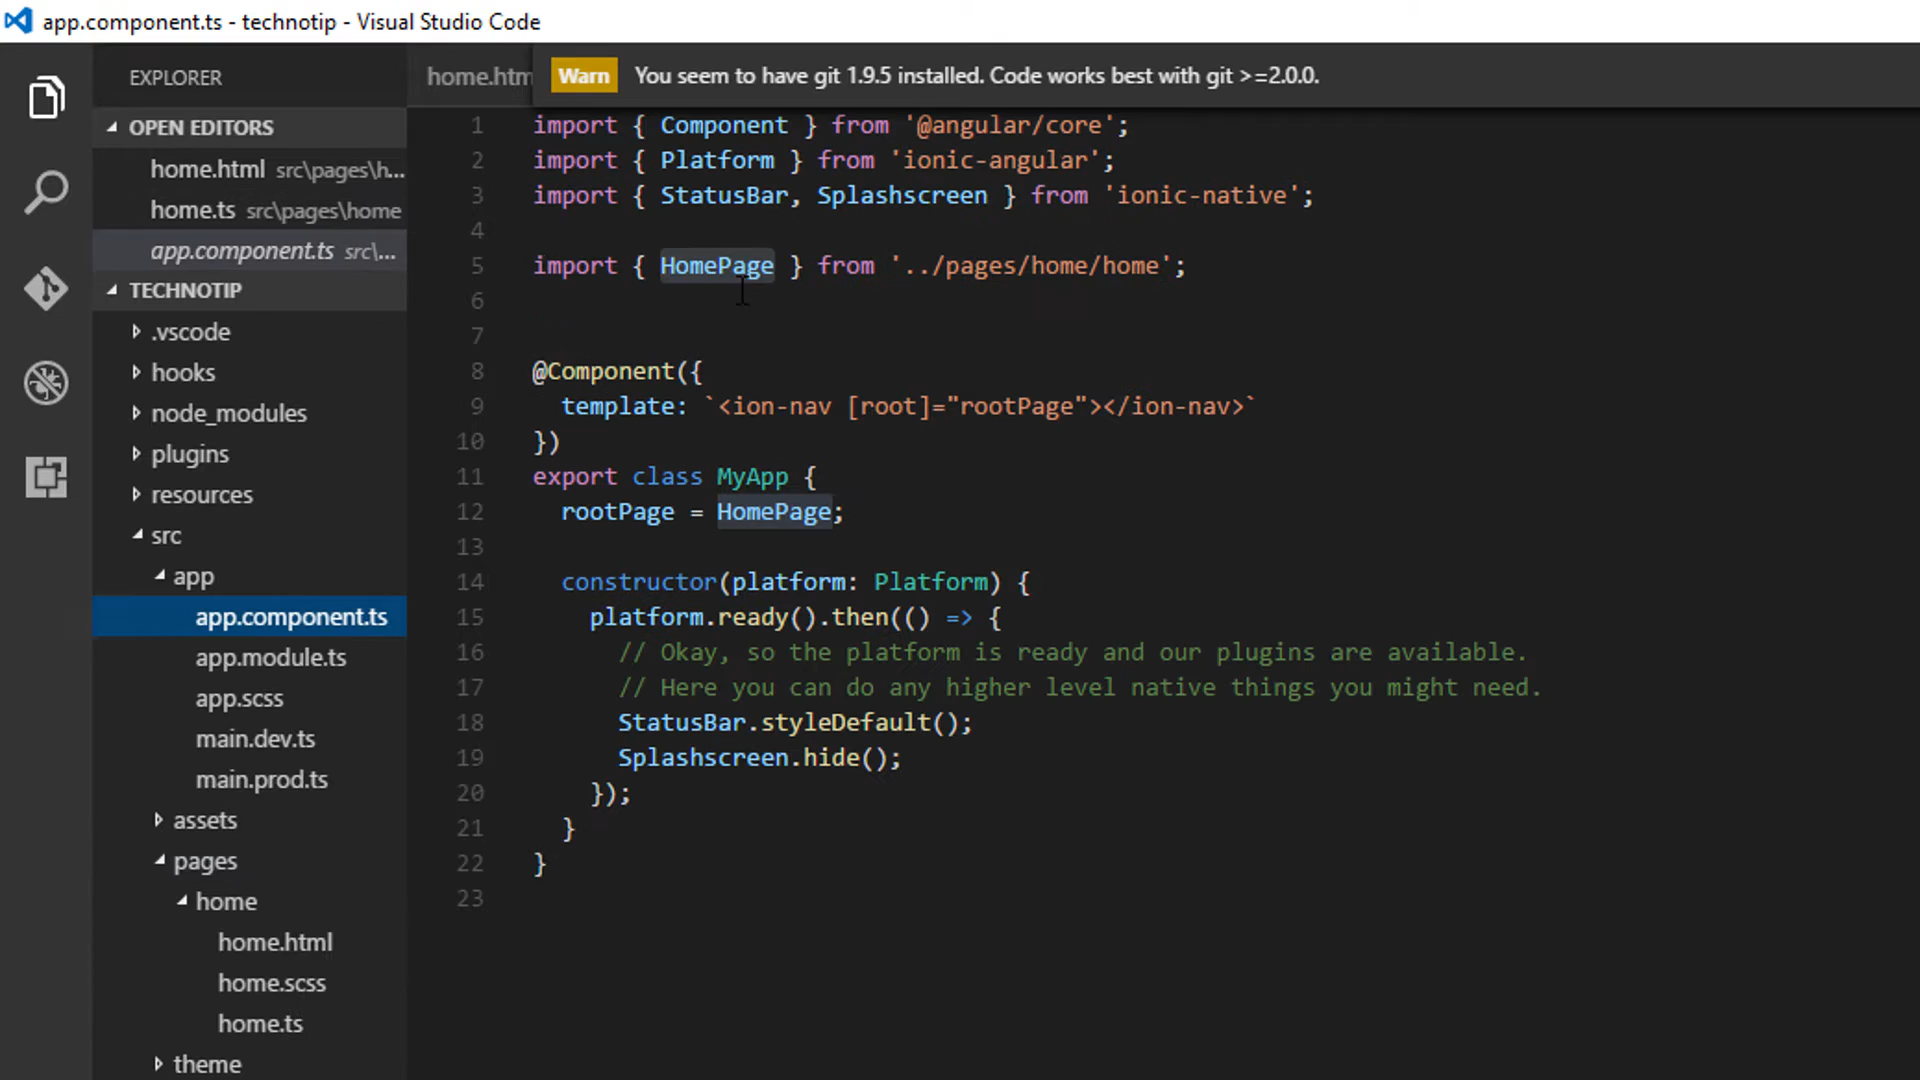 app.component.ts - technotip - Visual Studio Code
EXPLORER
OPEN EDITORS
home.html src\pages\h...
home.ts src\pages\home
app.component.ts src\...
TECHNOTIP
.vscode
hooks
node_modules
plugins
resources
src
app
app.component.ts
app.module.ts
app.scss
main.dev.ts
main.prod.ts
assets
pages
home
home.html
home.scss
home.ts
theme
home.htm
Warn You seem to have git 1.9.5 installed. Code works best with git >=2.0.0.
1 import { Component } from '@angular/core';
2 import { Platform } from 'ionic-angular';
3 import { StatusBar, Splashscreen } from 'ionic-native';
4
5 import { HomePage } from '../pages/home/home';
6
7
8 @Component({
9 template: `<ion-nav [root]="rootPage"></ion-nav>`
10 })
11 export class MyApp {
12 rootPage = HomePage;
13
14 constructor(platform: Platform) {
15 platform.ready().then(() => {
16 // Okay, so the platform is ready and our plugins are available.
17 // Here you can do any higher level native things you might need.
18 StatusBar.styleDefault();
19 Splashscreen.hide();
20 });
21 }
22 }
23